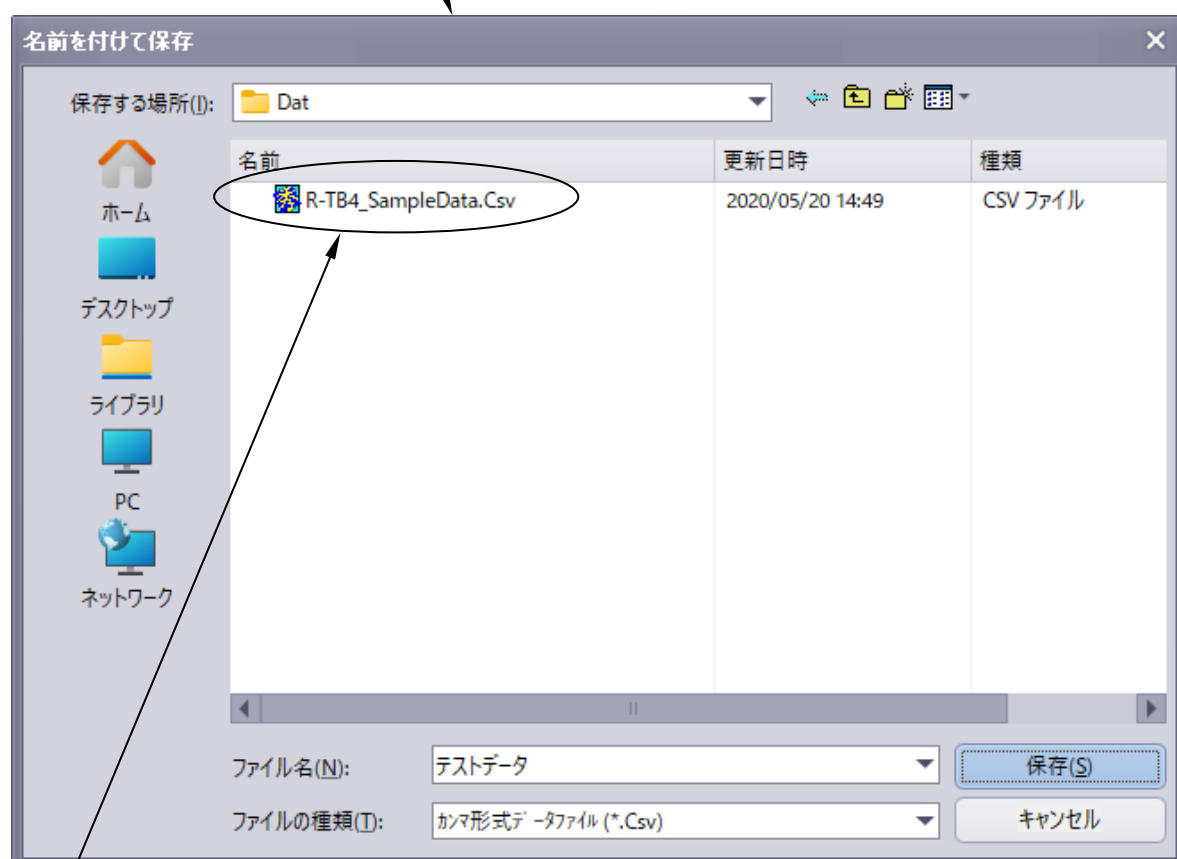 名前を付けて保存
保存する場所(I): Dat
名前 更新日時 種類
R-TB4_SampleData.Csv 2020/05/20 14:49 CSV ファイル
ホーム
デスクトップ
ライブラリ
PC
ネットワーク
ファイル名(N): テストデータ 保存(S)
ファイルの種類(T): ｶﾝﾏ形式ﾃﾞｰﾀﾌｧｲﾙ (*.Csv) キャンセル